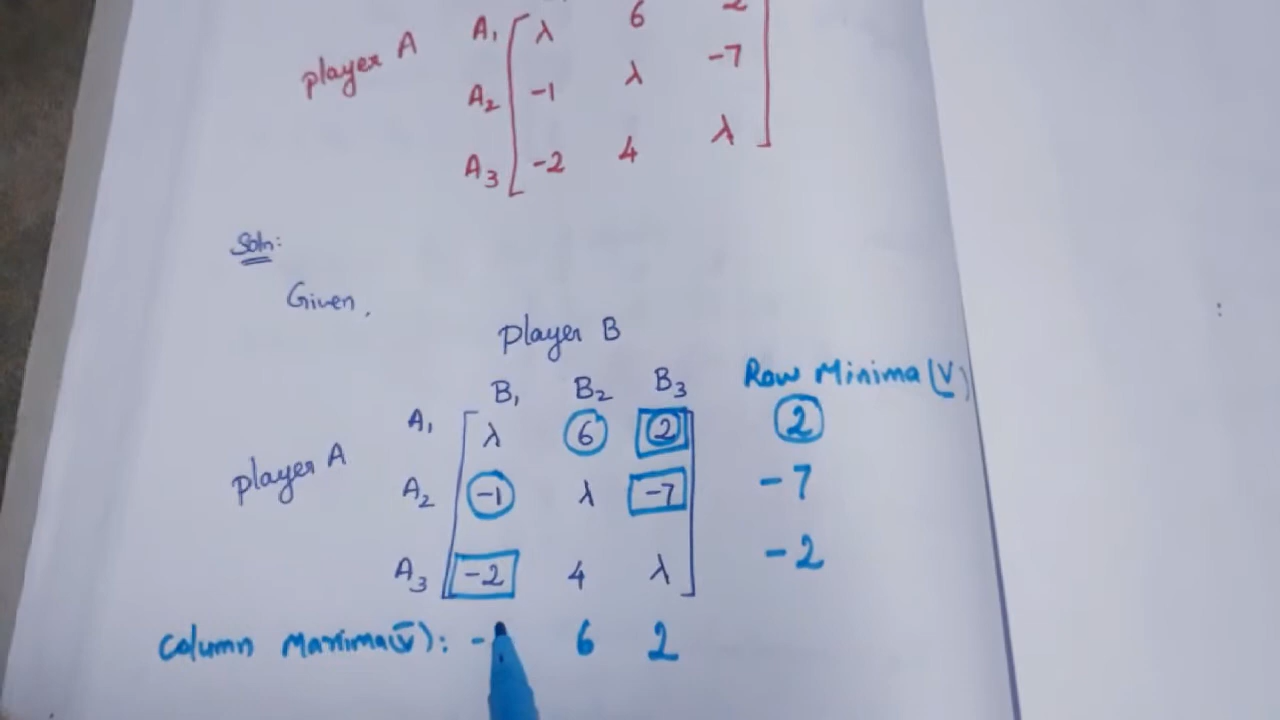 A₁ λ 6 2
player A A₂ -1 λ -7
A₃ -2 4 λ
Soln:
Given,
player B
B₁ B₂ B₃ Row Minima (V)
A₁ λ 6 2 2
player A A₂ -1 λ -7 -7
A₃ -2 4 λ -2
Column Maxima(V̅): - 6 2